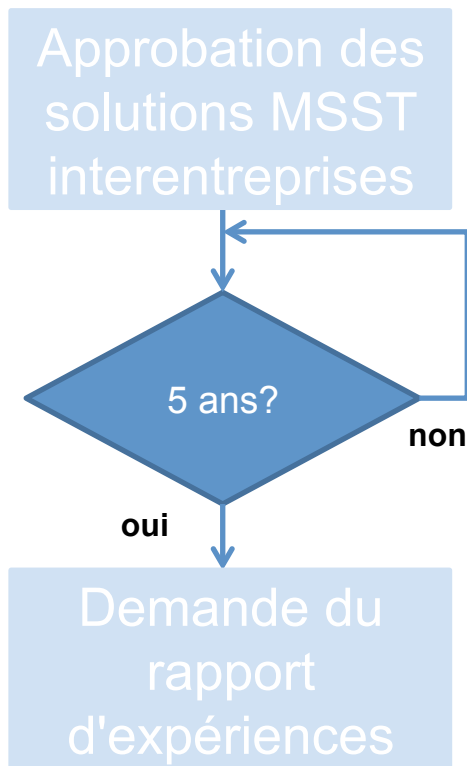 Approbation des
solutions MSST
interentreprises
5 ans?
non
oui
Demande du
rapport
d'expériences